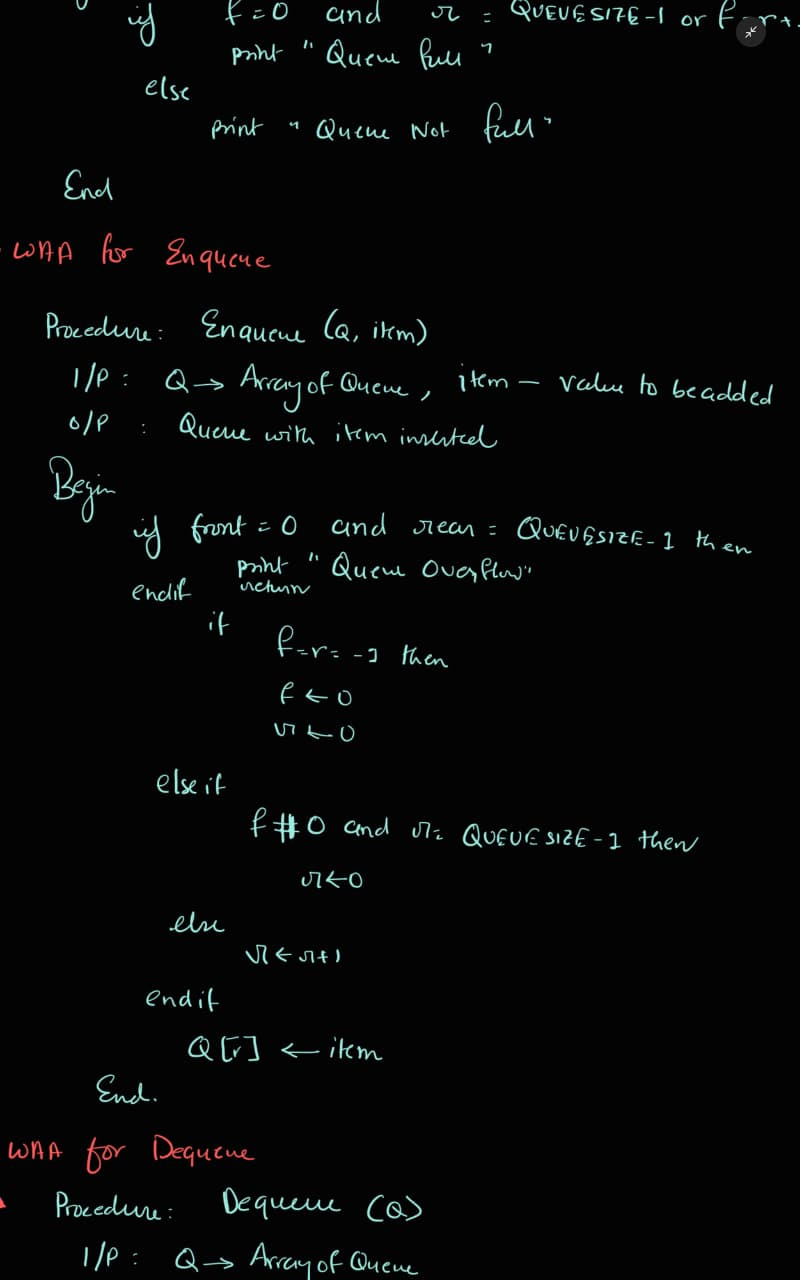 if f=0 and r = QUEUESIZE-1 or f=r+
print "Queue full"
else
print "Queue Not full"
End
WAA for Enqueue
Procedure: Enqueue (Q, item)
I/P : Q → Array of Queue, item – value to be added
O/P : Queue with item inserted
Begin
if front = 0 and rear = QUEUESIZE-1 then
print "Queue Overflow"
return
endif
if f=r=-1 then
f ← 0
r ← 0
else if
f # 0 and r= QUEUESIZE-1 then
r←0
else
r ← r+1
endif
Q[r] ← item
End.
WAA for Dequeue
Procedure: Dequeue (Q)
I/P : Q → Array of Queue